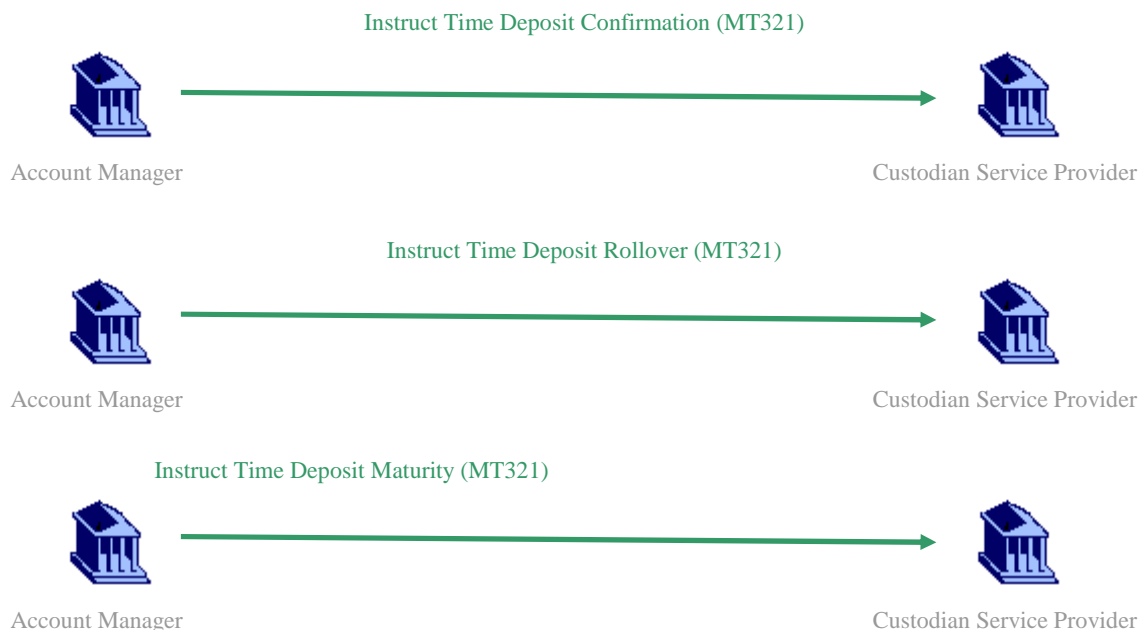 Instruct Time Deposit Confirmation (MT321)
Account Manager
Custodian Service Provider
Instruct Time Deposit Rollover (MT321)
Account Manager
Custodian Service Provider
Instruct Time Deposit Maturity (MT321)
Account Manager
Custodian Service Provider